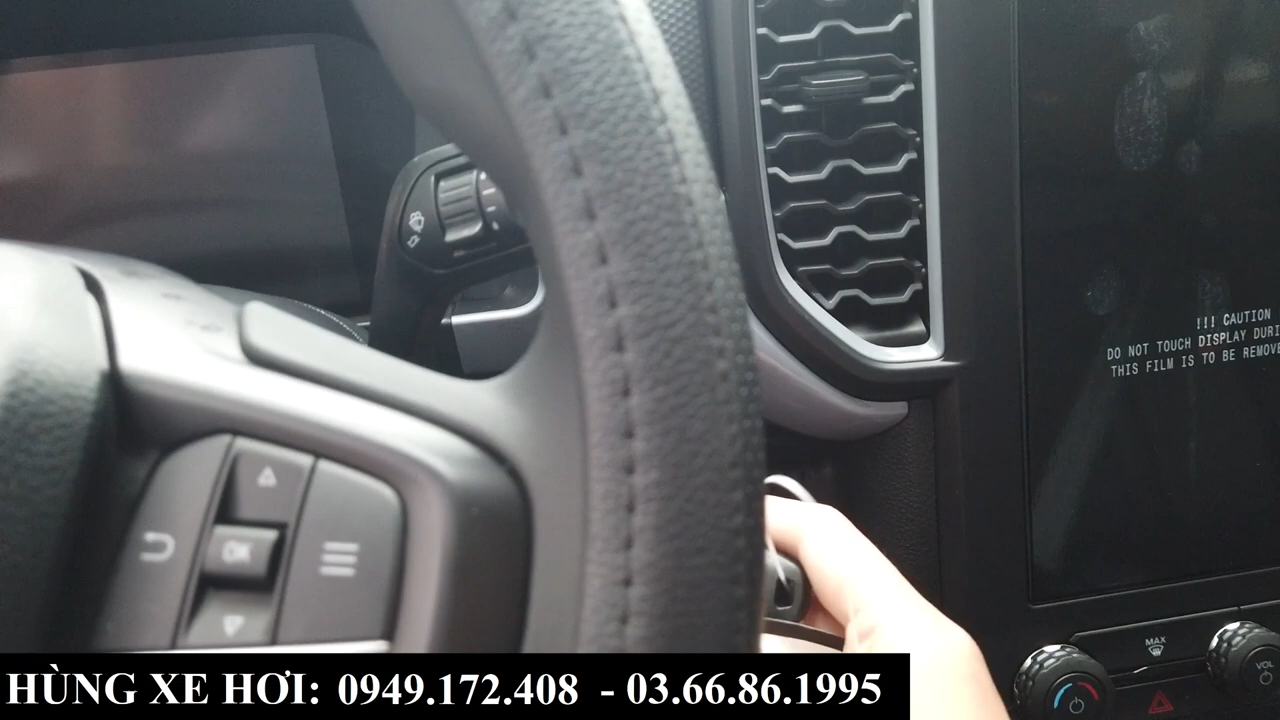 !!! CAUTION
DO NOT TOUCH DISPLAY DURI
THIS FILM IS TO BE REMOVE
OK
MAX
VOL
HÙNG XE HƠI: 0949.172.408 - 03.66.86.1995